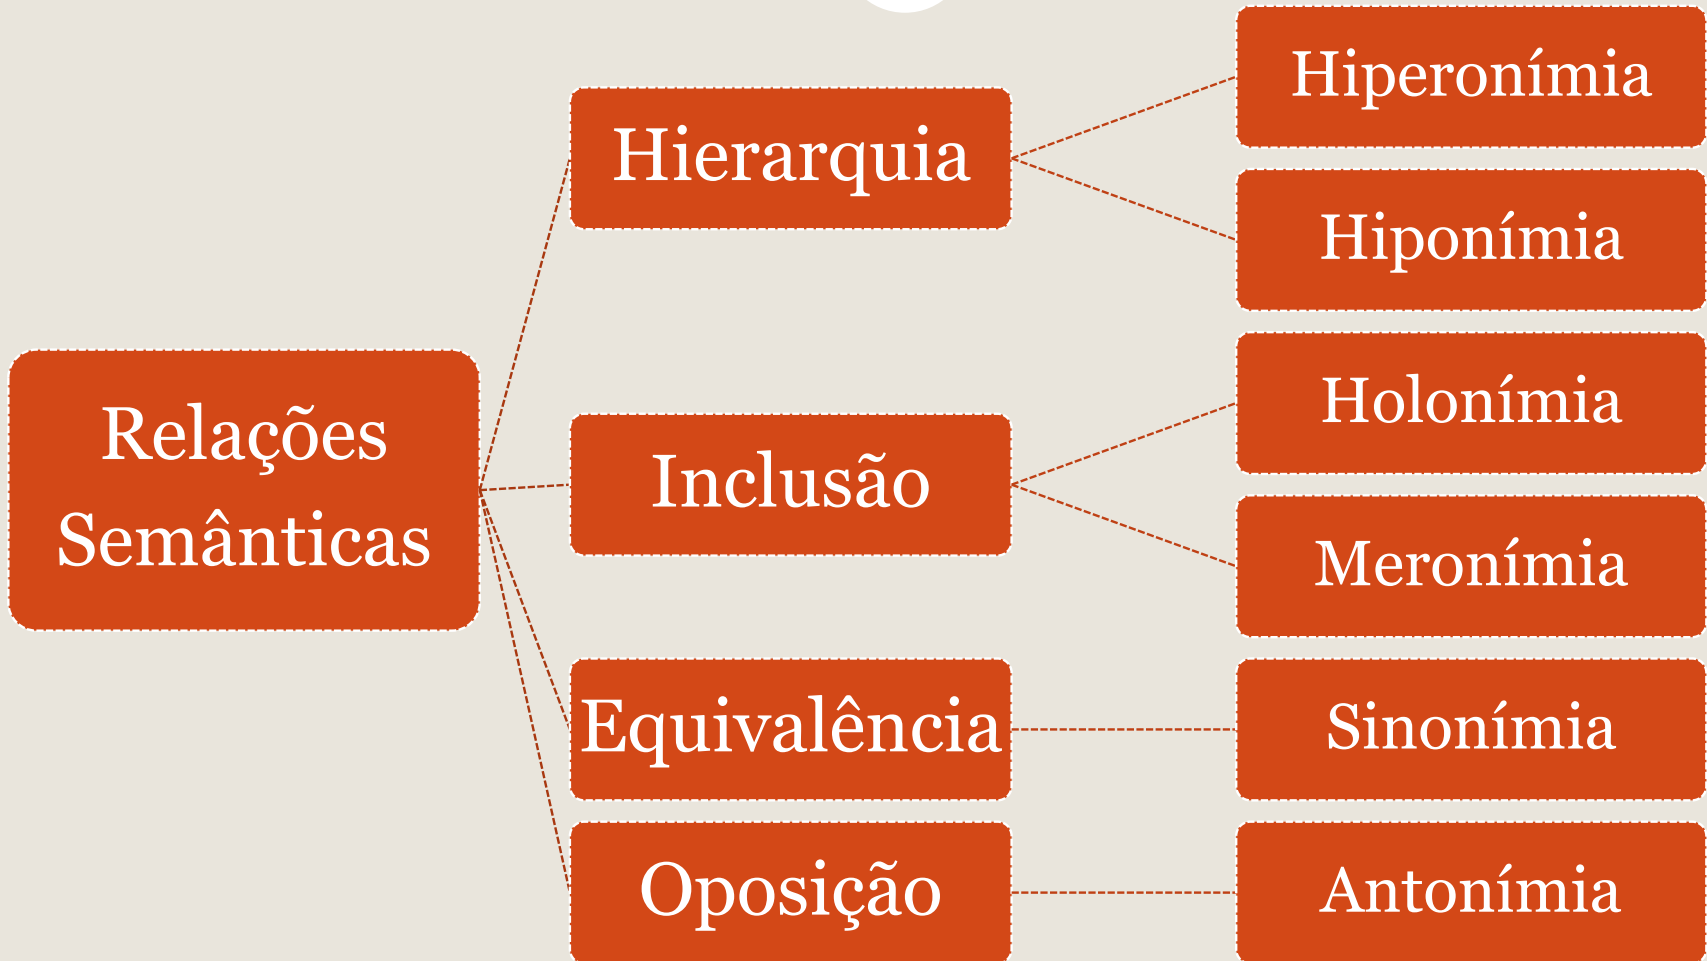 Relações
Semânticas
Hierarquia
Hiperonímia
Hiponímia
Inclusão
Holonímia
Meronímia
Equivalência
Sinonímia
Oposição
Antonímia